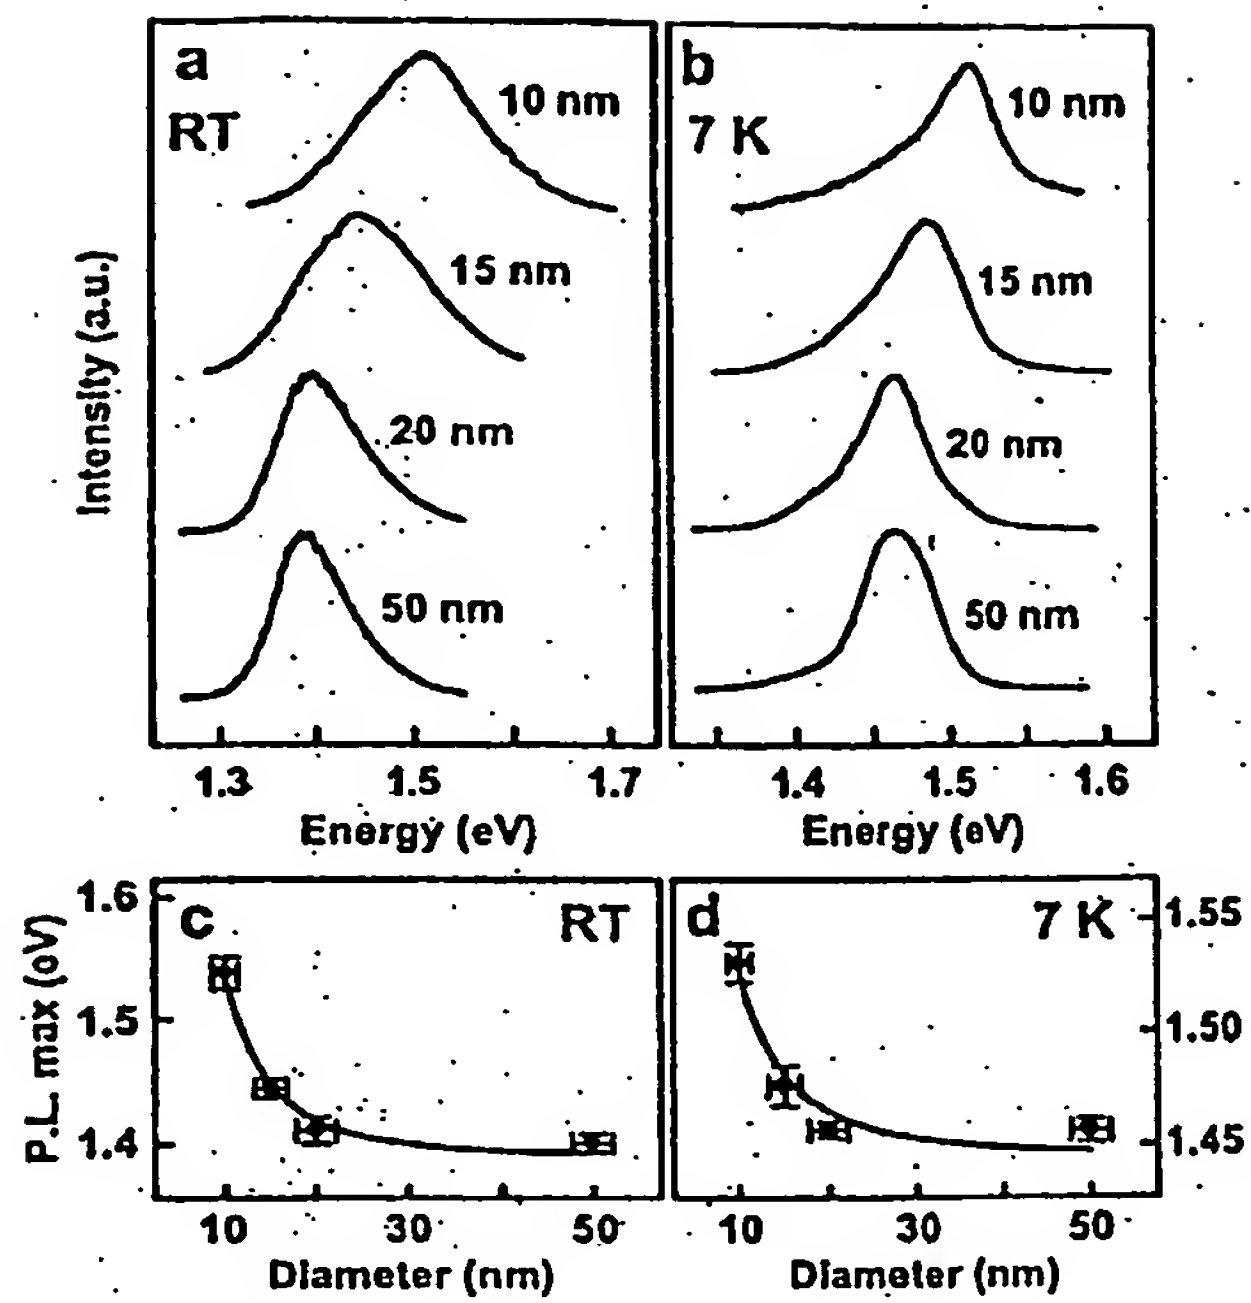 a
RT
10 nm
15 nm
20 nm
50 nm
Intensity (a.u.)
1.3 1.5 1.7
Energy (eV)
b
7 K
10 nm
15 nm
20 nm
50 nm
1.4 1.5 1.6
Energy (eV)
c
RT
P.L. max (eV)
1.6
1.5
1.4
10 30 50
Diameter (nm)
d
7 K
1.55
1.50
1.45
10 30 50
Diameter (nm)